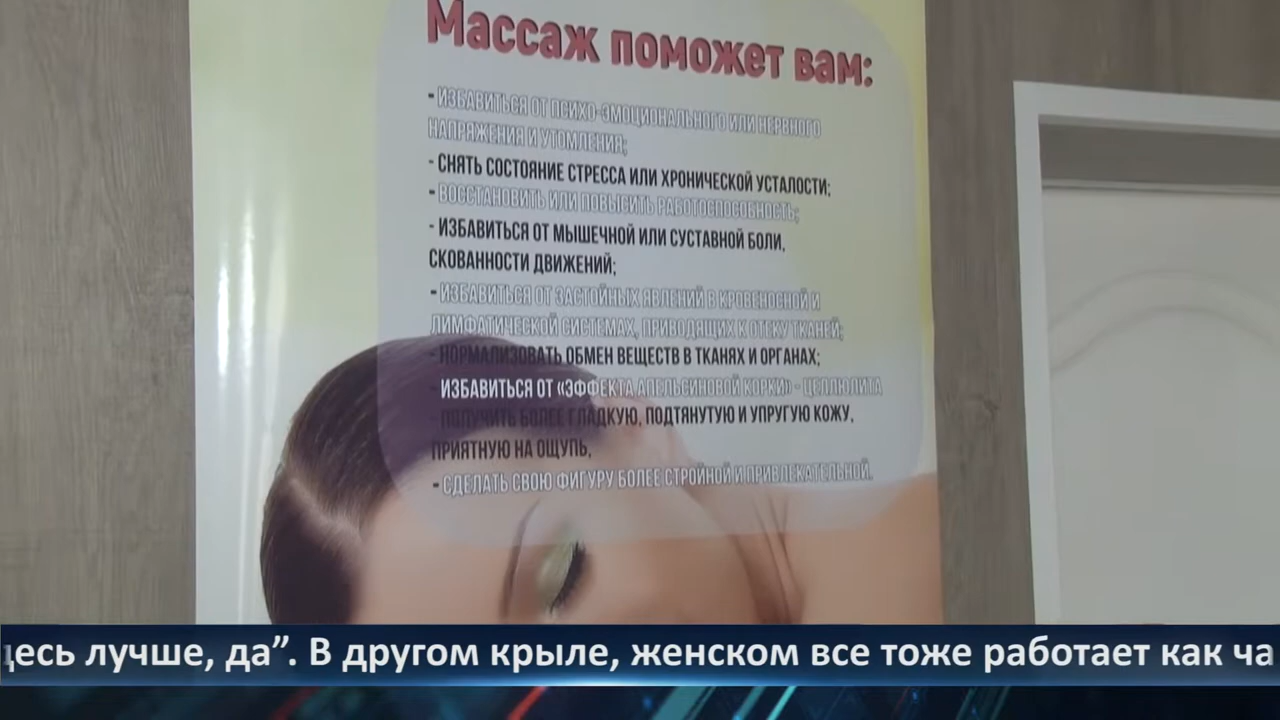 Массаж поможет вам:
- ИЗБАВИТЬСЯ ОТ ПСИХО-ЭМОЦИОНАЛЬНОГО ИЛИ НЕРВНОГО
НАПРЯЖЕНИЯ И УТОМЛЕНИЯ;
- СНЯТЬ СОСТОЯНИЕ СТРЕССА ИЛИ ХРОНИЧЕСКОЙ УСТАЛОСТИ;
- ВОССТАНОВИТЬ ИЛИ ПОВЫСИТЬ РАБОТОСПОСОБНОСТЬ;
- ИЗБАВИТЬСЯ ОТ МЫШЕЧНОЙ ИЛИ СУСТАВНОЙ БОЛИ,
СКОВАННОСТИ ДВИЖЕНИЙ;
- ИЗБАВИТЬСЯ ОТ ЗАСТОЙНЫХ ЯВЛЕНИЙ В КРОВЕНОСНОЙ И
ЛИМФАТИЧЕСКОЙ СИСТЕМАХ, ПРИВОДЯЩИХ К ОТЕКУ ТКАНЕЙ;
- НОРМАЛИЗОВАТЬ ОБМЕН ВЕЩЕСТВ В ТКАНЯХ И ОРГАНАХ;
- ИЗБАВИТЬСЯ ОТ «ЭФФЕКТА АПЕЛЬСИНОВОЙ КОРКИ» - ЦЕЛЛЮЛИТА
- ПОЛУЧИТЬ БОЛЕЕ ГЛАДКУЮ, ПОДТЯНУТУЮ И УПРУГУЮ КОЖУ,
ПРИЯТНУЮ НА ОЩУПЬ,
- СДЕЛАТЬ СВОЮ ФИГУРУ БОЛЕЕ СТРОЙНОЙ И ПРИВЛЕКАТЕЛЬНОЙ.
десь лучше, да”. В другом крыле, женском все тоже работает как ча